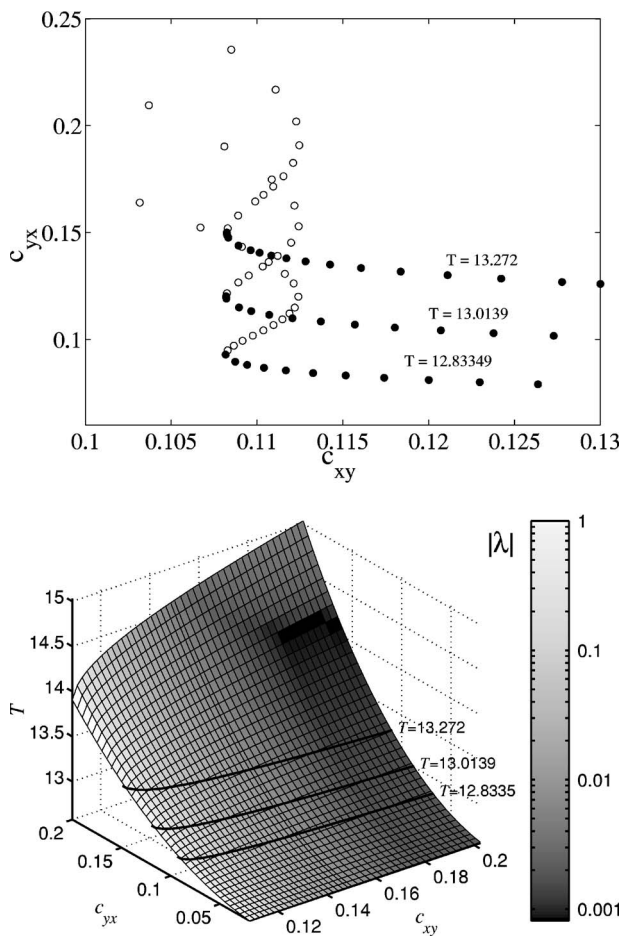 0.25
0.2
0.15
0.1
c_yx
T = 13.272
T = 13.0139
T = 12.83349
0.1 0.105 0.11 0.115 0.12 0.125 0.13
c_xy
|λ|
1
0.1
0.01
0.001
15
14.5
14
13.5
13
T
T=13.272
T=13.0139
T=12.8335
0.2
0.15
0.1
0.05
c_yx
0.12 0.14 0.16 0.18 0.2
c_xy